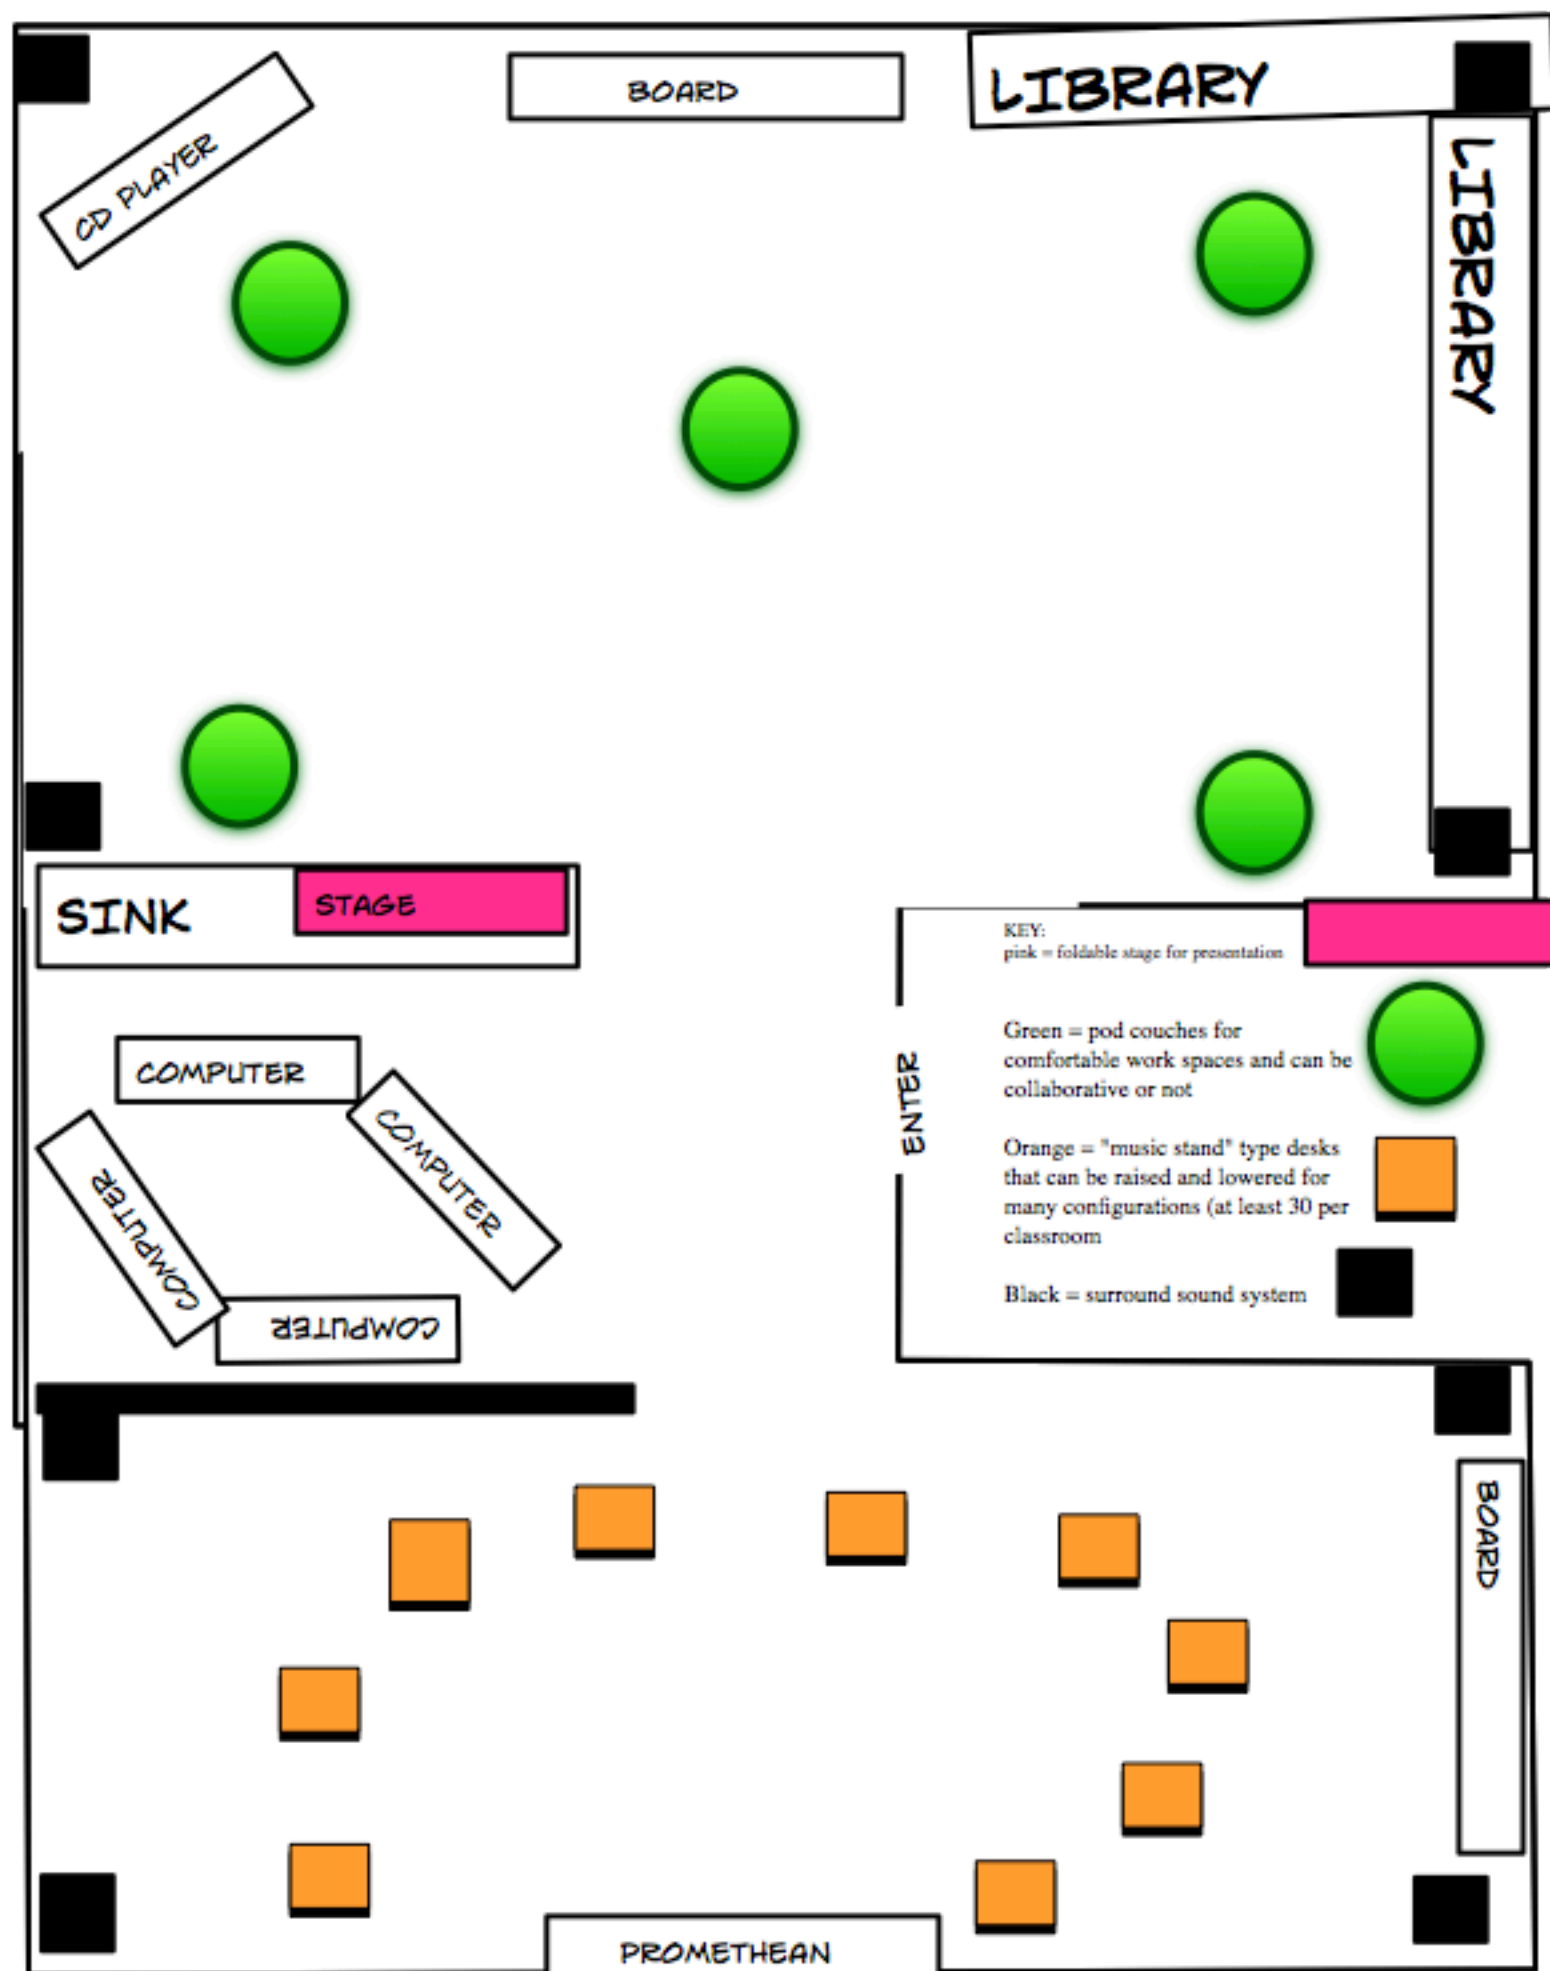 BOARD
LIBRARY
CD PLAYER
LIBRARY
SINK
STAGE
KEY:
pink = foldable stage for presentation
Green = pod couches for
comfortable work spaces and can be
collaborative or not
Orange = "music stand" type desks
that can be raised and lowered for
many configurations (at least 30 per
classroom
Black = surround sound system
ENTER
COMPUTER
COMPUTER
COMPUTER
COMPUTER
BOARD
PROMETHEAN